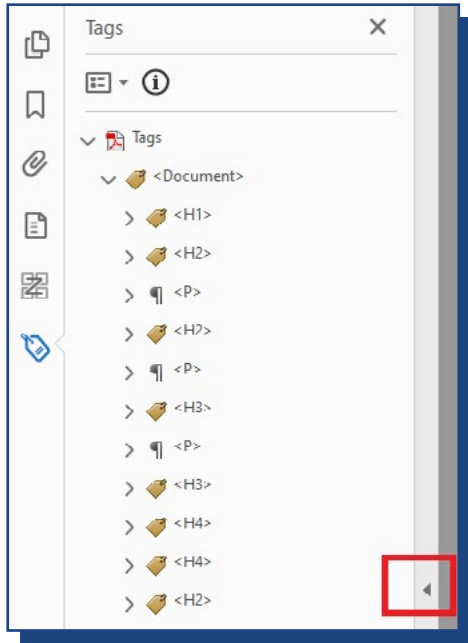 Tags
Tags
<Document>
<H1>
<H2>
<P>
<H2>
<P>
<H3>
<P>
<H3>
<H4>
<H4>
<H2>